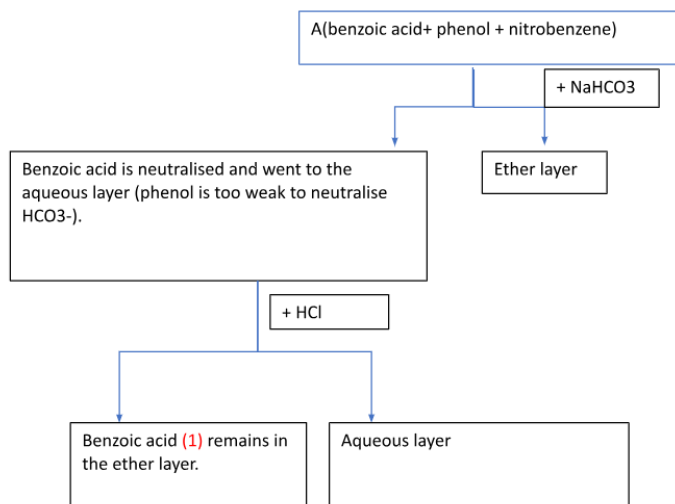 A(benzoic acid+ phenol + nitrobenzene)
+ NaHCO3
Benzoic acid is neutralised and went to the
aqueous layer (phenol is too weak to neutralise
HCO3-).
Ether layer
+ HCl
Benzoic acid (1) remains in
the ether layer.
Aqueous layer